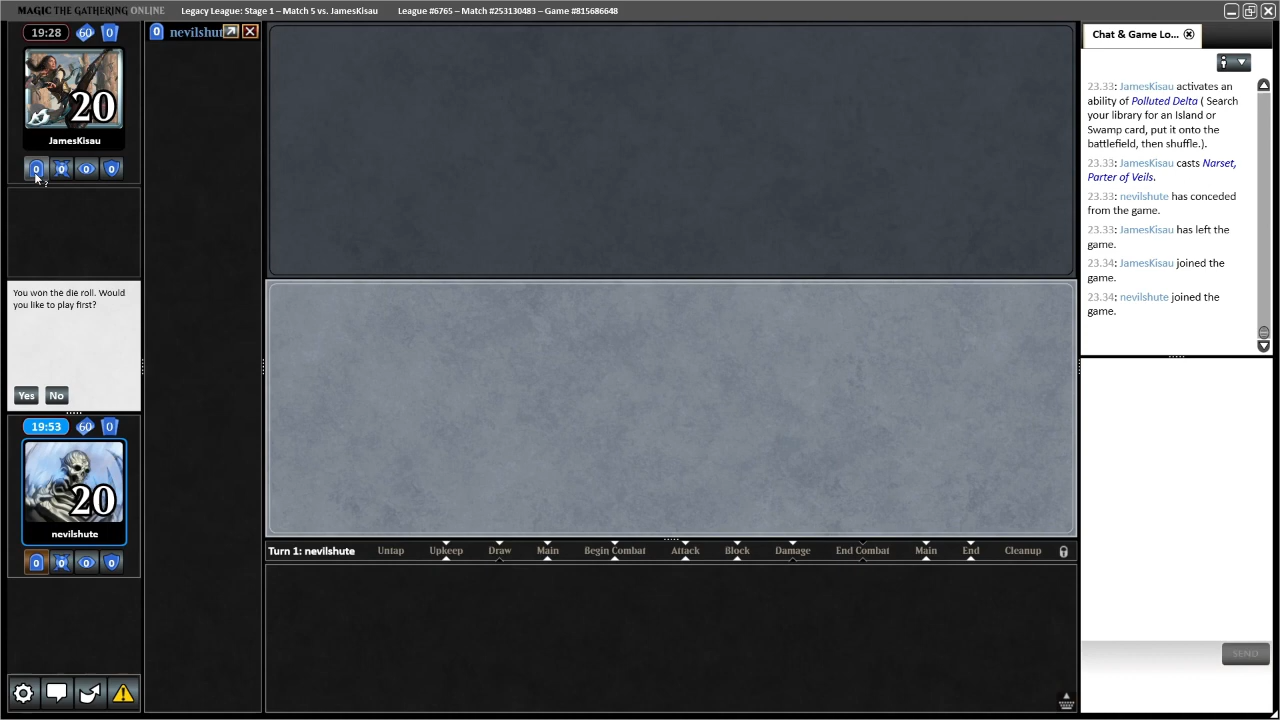 MAGIC THE GATHERING ONLINE
Legacy League: Stage 1 – Match 5 vs. JamesKisau
League #6765 – Match #253130483 – Game #815686648
19:28 60 0
20
JamesKisau
0 0 0 0
You won the die roll. Would
you like to play first?
Yes No
19:53 60 0
20
nevilshute
0 0 0 0
0 nevilshut
Turn 1: nevilshute
Untap Upkeep Draw Main Begin Combat Attack Block Damage End Combat Main End Cleanup
Chat & Game Lo...
23.33: JamesKisau activates an
ability of Polluted Delta ( Search
your library for an Island or
Swamp card, put it onto the
battlefield, then shuffle.).
23.33: JamesKisau casts Narset,
Parter of Veils.
23.33: nevilshute has conceded
from the game.
23.33: JamesKisau has left the
game.
23.34: JamesKisau joined the
game.
23.34: nevilshute joined the
game.
SEND